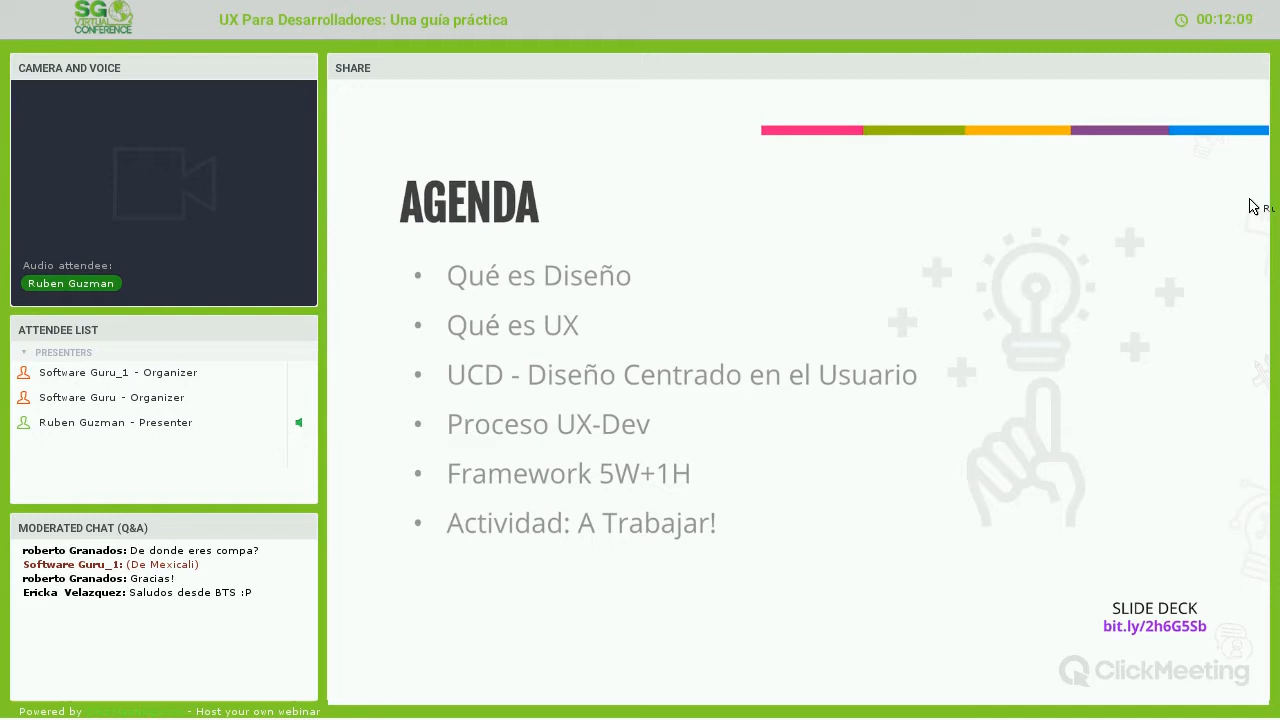 SG
VIRTUAL
CONFERENCE
UX Para Desarrolladores: Una guía práctica
00:12:09
CAMERA AND VOICE
Audio attendee:
Ruben Guzman
ATTENDEE LIST
PRESENTERS
Software Guru_1 - Organizer
Software Guru - Organizer
Ruben Guzman - Presenter
MODERATED CHAT (Q&A)
roberto Granados: De donde eres compa?
Software Guru_1: (De Mexicali)
roberto Granados: Gracias!
Ericka Velazquez: Saludos desde BTS :P
Powered by
- Host your own webinar
SHARE
AGENDA
• Qué es Diseño
• Qué es UX
• UCD - Diseño Centrado en el Usuario
• Proceso UX-Dev
• Framework 5W+1H
• Actividad: A Trabajar!
SLIDE DECK
bit.ly/2h6G5Sb
ClickMeeting